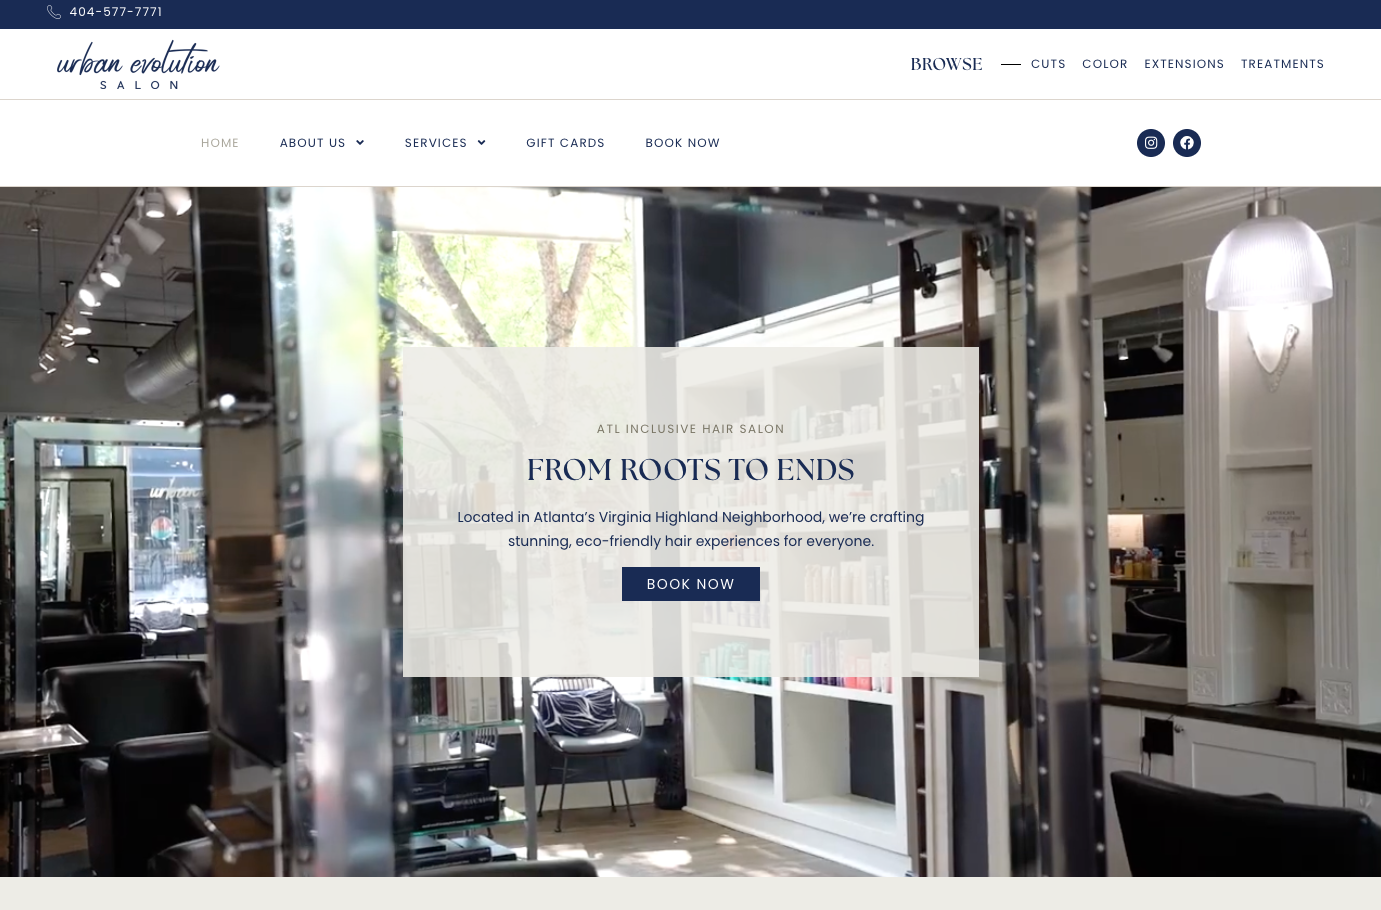 404-577-7771
urban evolution
SALON
BROWSE CUTS COLOR EXTENSIONS TREATMENTS
HOME ABOUT US SERVICES GIFT CARDS BOOK NOW
ATL INCLUSIVE HAIR SALON
FROM ROOTS TO ENDS
Located in Atlanta’s Virginia Highland Neighborhood, we’re crafting
stunning, eco-friendly hair experiences for everyone.
BOOK NOW
urban